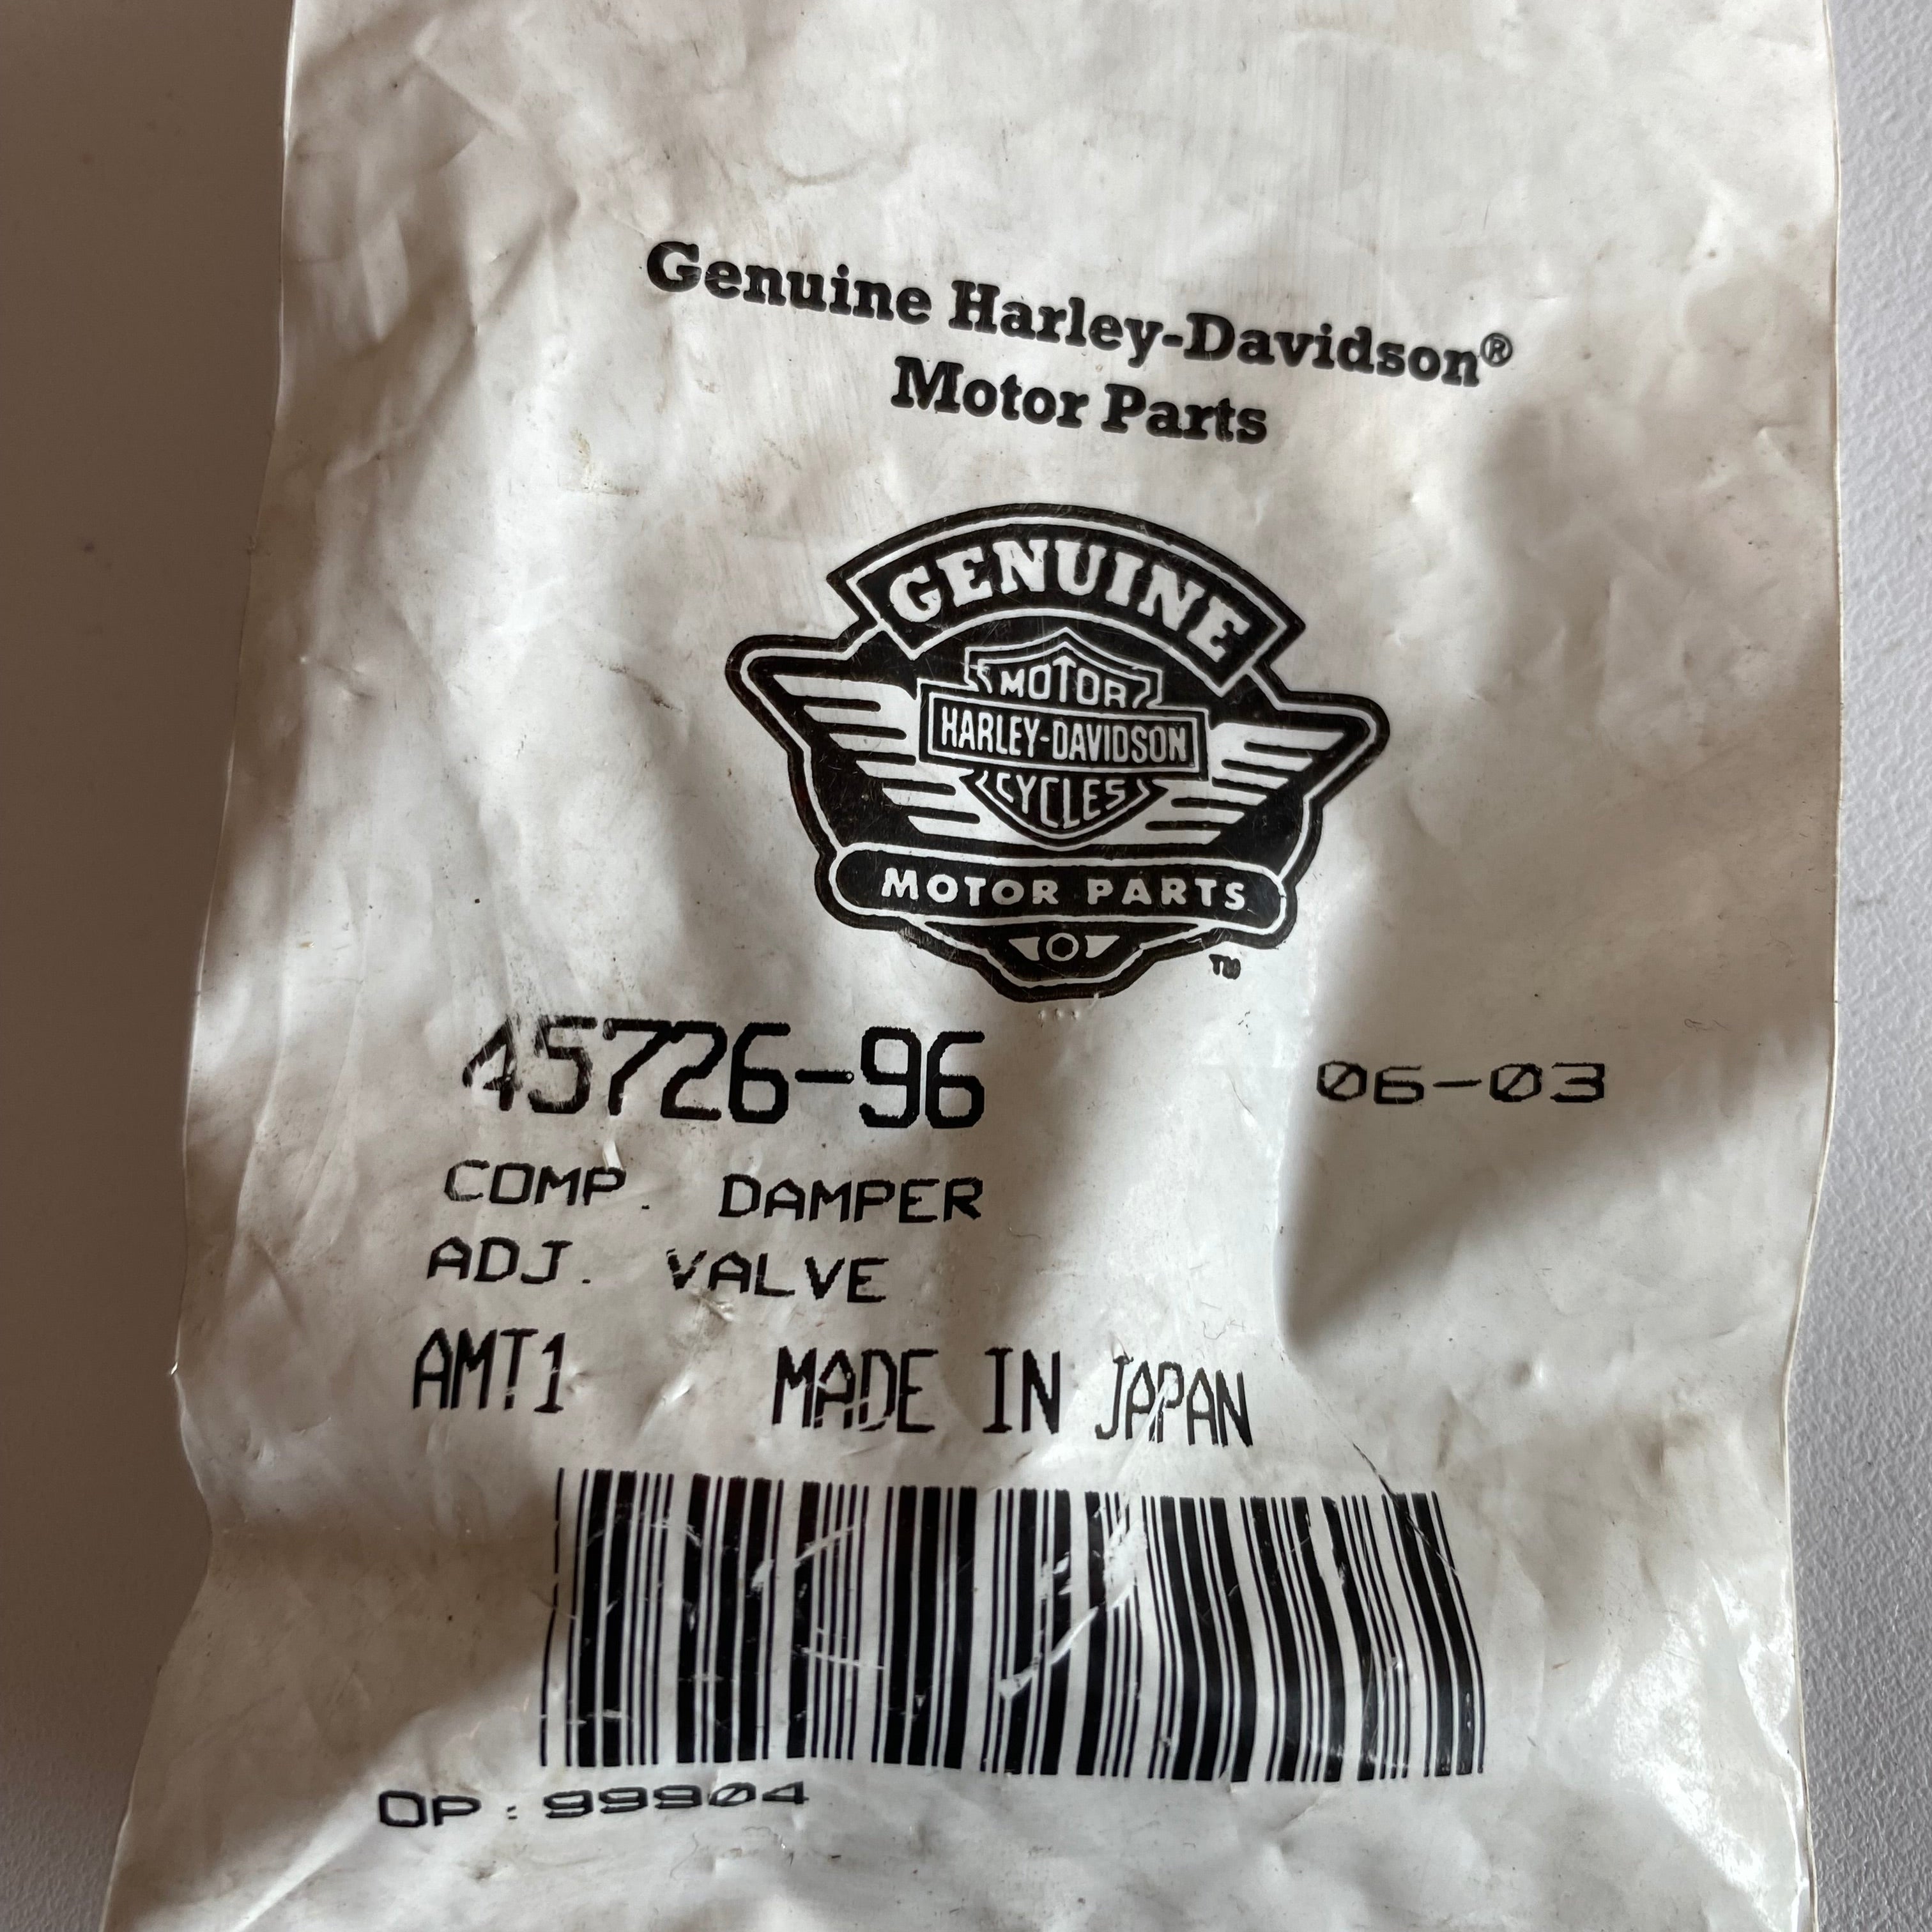 Genuine Harley-Davidson®
Motor Parts
GENUINE
MOTOR
HARLEY-DAVIDSON
CYCLES
MOTOR PARTS
TM
45726-96 06-03
COMP. DAMPER
ADJ. VALVE
AMT1 MADE IN JAPAN
OP: 99904